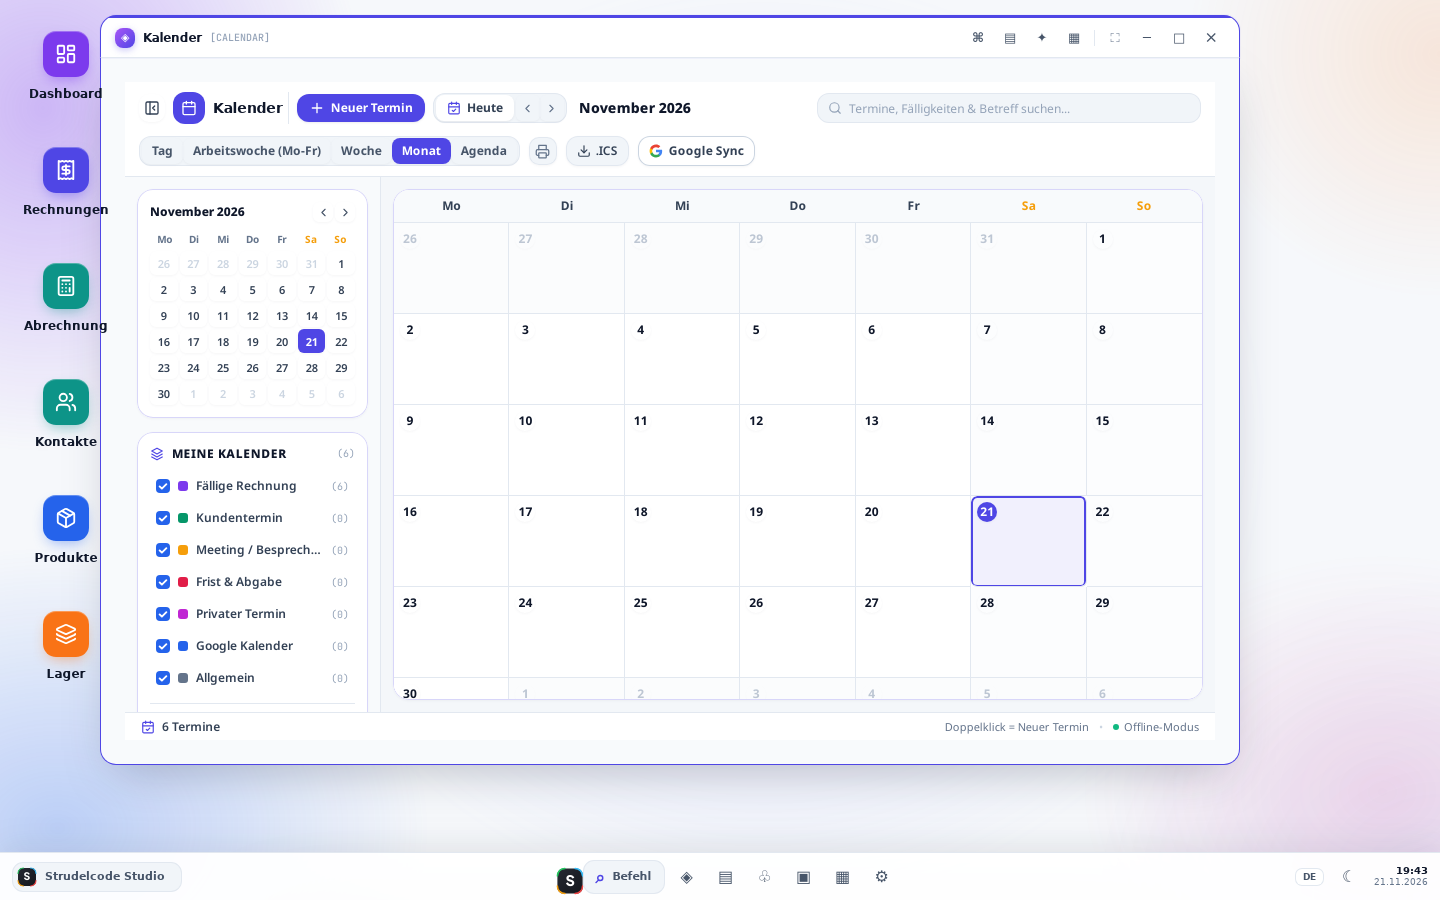 Dashboard
Rechnungen
Abrechnung
Kontakte
Produkte
Lager
Kalender [CALENDAR]
Kalender
Neuer Termin
Heute
November 2026
Termine, Fälligkeiten & Betreff suchen...
Tag Arbeitswoche (Mo-Fr) Woche Monat Agenda
.ICS
Google Sync
November 2026
Mo Di Mi Do Fr Sa So
26 27 28 29 30 31 1
2 3 4 5 6 7 8
9 10 11 12 13 14 15
16 17 18 19 20 21 22
23 24 25 26 27 28 29
30 1 2 3 4 5 6
MEINE KALENDER (6)
Fällige Rechnung (6)
Kundentermin (0)
Meeting / Besprech... (0)
Frist & Abgabe (0)
Privater Termin (0)
Google Kalender (0)
Allgemein (0)
Mo Di Mi Do Fr Sa So
26 27 28 29 30 31 1
2 3 4 5 6 7 8
9 10 11 12 13 14 15
16 17 18 19 20 21 22
23 24 25 26 27 28 29
30 1 2 3 4 5 6
6 Termine
Doppelklick = Neuer Termin · Offline-Modus
S Strudelcode Studio
S
Befehl
DE
19:43
21.11.2026